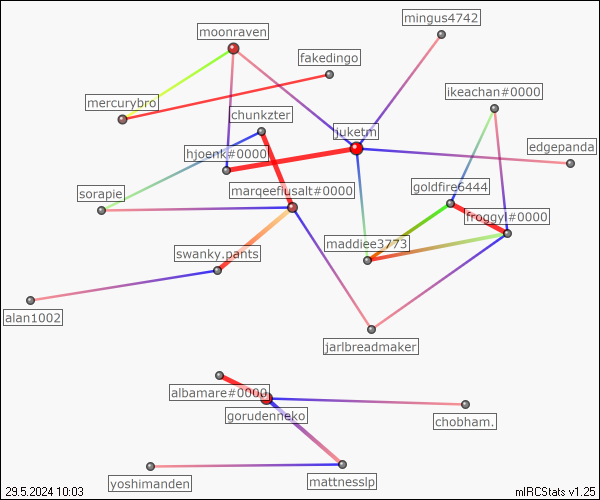 mingus4742
moonraven
fakedingo
ikeachan#0000
mercurybro
chunkzter
juketm
edgepanda
hjoenk#0000
goldfire6444
marqeeflusalt#0000
sorapie
froggyl#0000
maddiee3773
swanky.pants
alan1002
jarlbreadmaker
albamare#0000
gorudenneko
chobham.
mattnesslp
yoshimanden
29.5.2024 10:03
mIRCStats v1.25